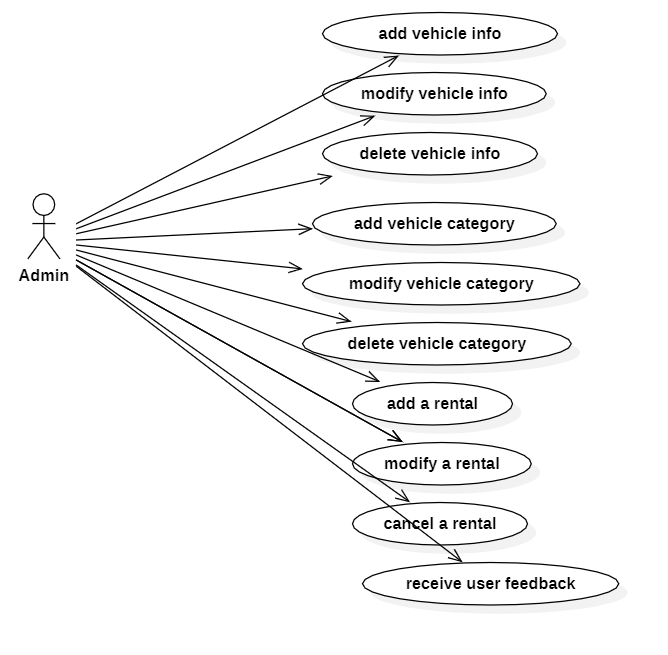 add vehicle info
modify vehicle info
delete vehicle info
add vehicle category
Admin
modify vehicle category
delete vehicle category
add a rental
modify a rental
cancel a rental
receive user feedback